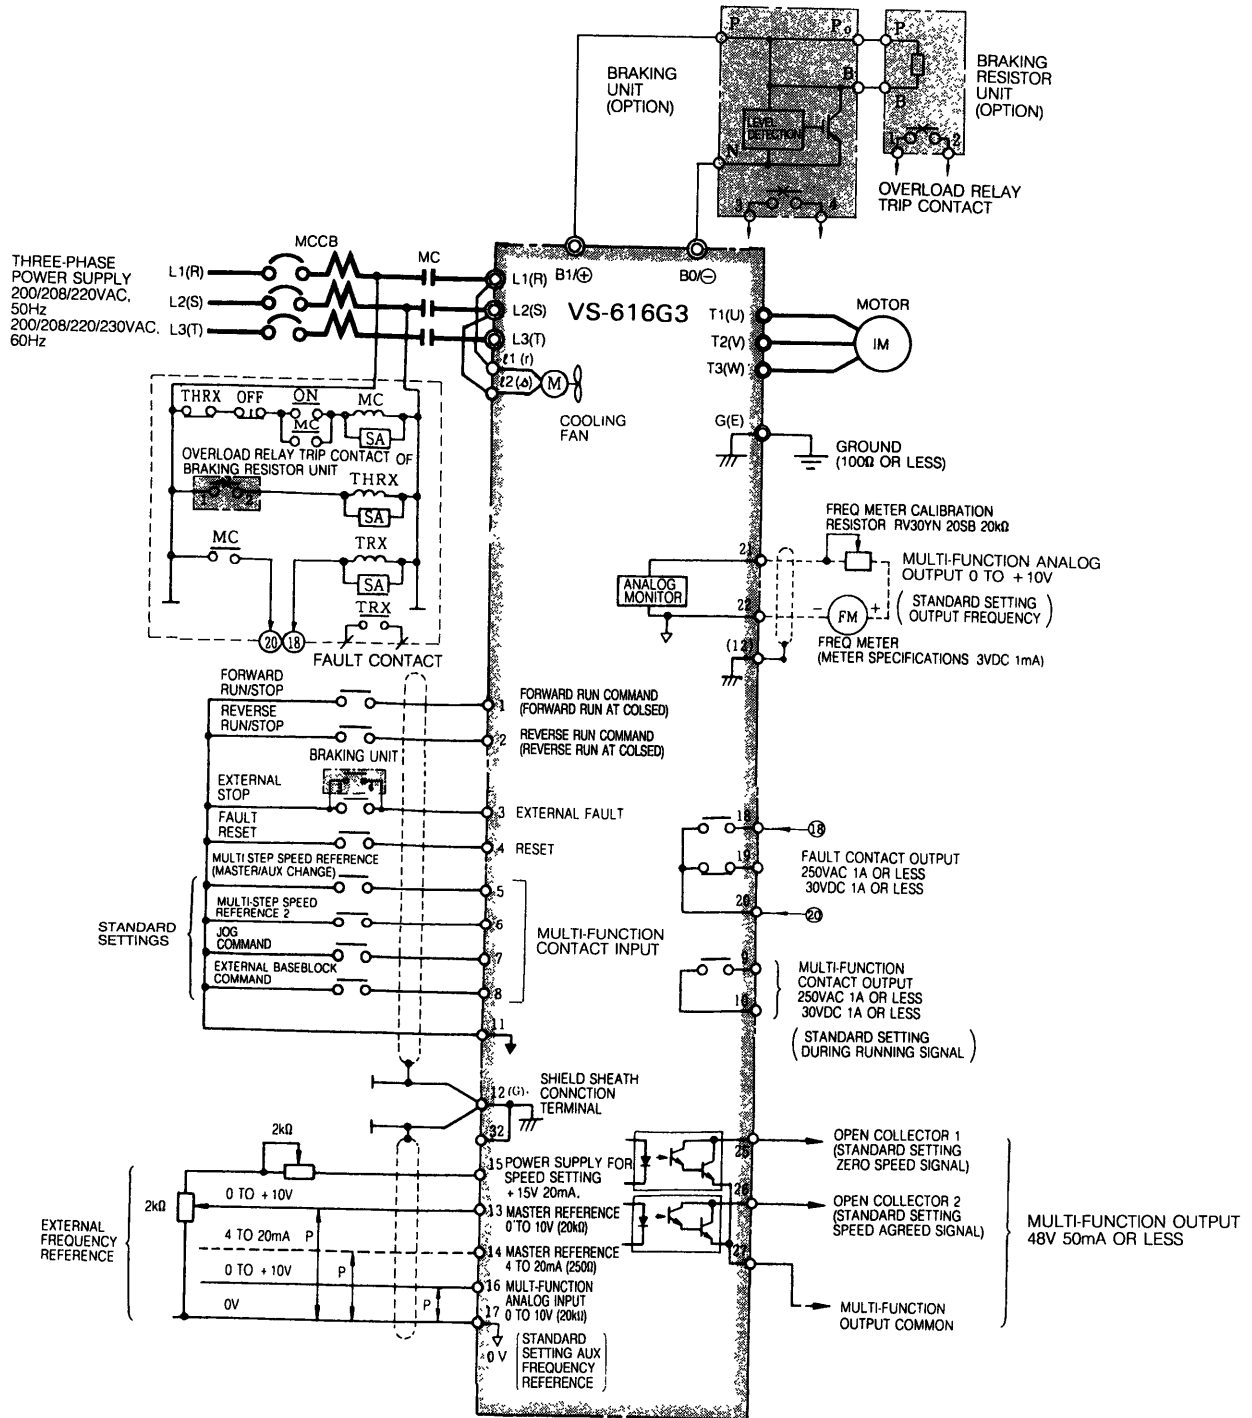 P
Po
P
B
B
BRAKING
UNIT
(OPTION)
LEVEL
DETECTION
N
BRAKING
RESISTOR
UNIT
(OPTION)
1
2
3
4
OVERLOAD RELAY
TRIP CONTACT
THREE-PHASE
POWER SUPPLY
200/208/220VAC,
50Hz
200/208/220/230VAC,
60Hz
L1(R)
L2(S)
L3(T)
MCCB
MC
B1/⊕
B0/⊖
L1(R)
L2(S)
L3(T)
ℓ1 (r)
ℓ2 (s)
VS-616G3
M
COOLING
FAN
T1(U)
T2(V)
T3(W)
MOTOR
IM
G(E)
GROUND
(100Ω OR LESS)
THRX
OFF
ON
MC
MC
SA
OVERLOAD RELAY TRIP CONTACT OF
BRAKING RESISTOR UNIT
1
2
THRX
SA
MC
TRX
SA
TRX
20
18
FAULT CONTACT
FREQ METER CALIBRATION
RESISTOR RV30YN 20SB 20kΩ
21
MULTI-FUNCTION ANALOG
OUTPUT 0 TO +10V
ANALOG
MONITOR
22
-
FM
+
(STANDARD SETTING
OUTPUT FREQUENCY)
(12)
FREQ METER
(METER SPECIFICATIONS 3VDC 1mA)
FORWARD
RUN/STOP
1
FORWARD RUN COMMAND
(FORWARD RUN AT COLSED)
REVERSE
RUN/STOP
2
REVERSE RUN COMMAND
(REVERSE RUN AT COLSED)
BRAKING UNIT
EXTERNAL
STOP
3
EXTERNAL FAULT
FAULT
RESET
4
RESET
MULTI STEP SPEED REFERENCE
(MASTER/AUX CHANGE)
5
MULTI-STEP SPEED
REFERENCE 2
6
JOG
COMMAND
7
EXTERNAL BASEBLOCK
COMMAND
8
STANDARD
SETTINGS
MULTI-FUNCTION
CONTACT INPUT
11
18
18
19
20
20
FAULT CONTACT OUTPUT
250VAC 1A OR LESS
30VDC 1A OR LESS
9
10
MULTI-FUNCTION
CONTACT OUTPUT
250VAC 1A OR LESS
30VDC 1A OR LESS
(STANDARD SETTING
DURING RUNNING SIGNAL)
12(G)
SHIELD SHEATH
CONNCTION
TERMINAL
32
2kΩ
15
POWER SUPPLY FOR
SPEED SETTING
+15V 20mA.
2kΩ
0 TO +10V
13
MASTER REFERENCE
0 TO 10V (20kΩ)
4 TO 20mA
P
14
MASTER REFERENCE
4 TO 20mA (250Ω)
0 TO +10V
P
16
MULT-FUNCTION
ANALOG INPUT
0 TO 10V (20kΩ)
0V
P
17
0V
(STANDARD
SETTING AUX
FREQUENCY
REFERENCE)
EXTERNAL
FREQUENCY
REFERENCE
25
OPEN COLLECTOR 1
(STANDARD SETTING
ZERO SPEED SIGNAL)
26
OPEN COLLECTOR 2
(STANDARD SETTING
SPEED AGREED SIGNAL)
27
MULTI-FUNCTION
OUTPUT COMMON
MULTI-FUNCTION OUTPUT
48V 50mA OR LESS